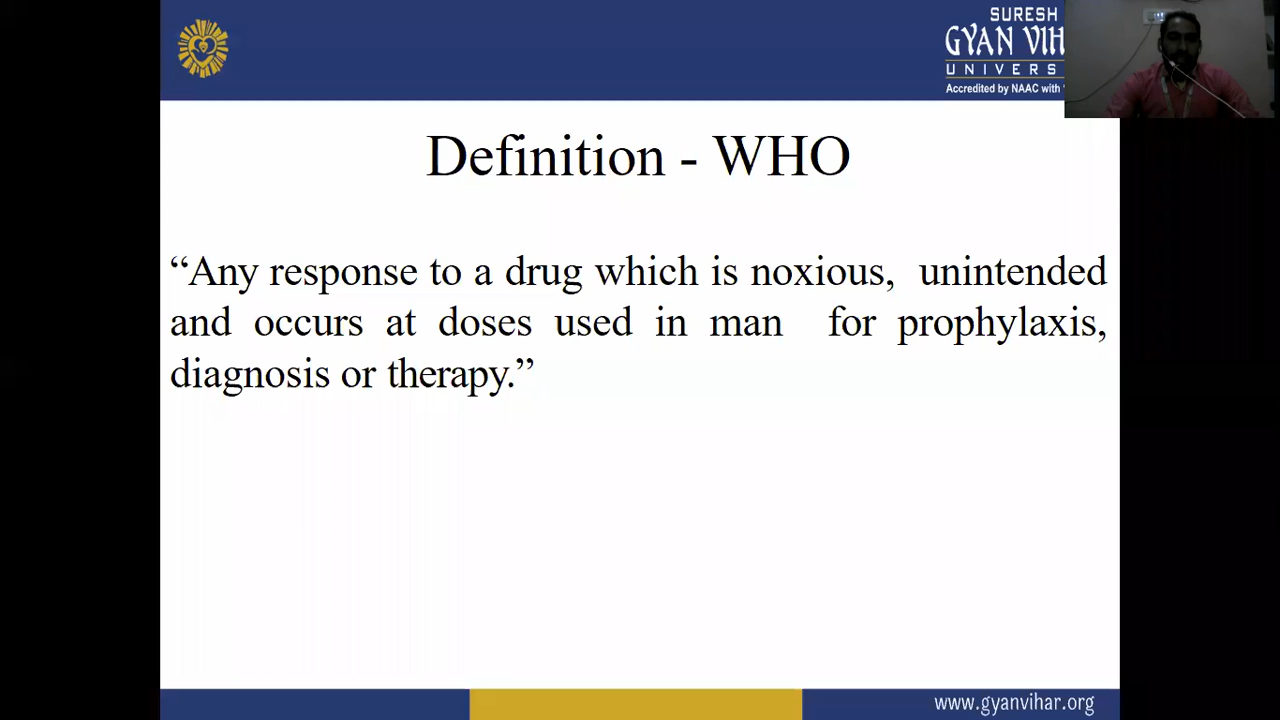 SURESH
GYAN VIH
UNIVERS
Accredited by NAAC with
Definition - WHO
“Any response to a drug which is noxious, unintended
and occurs at doses used in man for prophylaxis,
diagnosis or therapy.”
www.gyanvihar.org